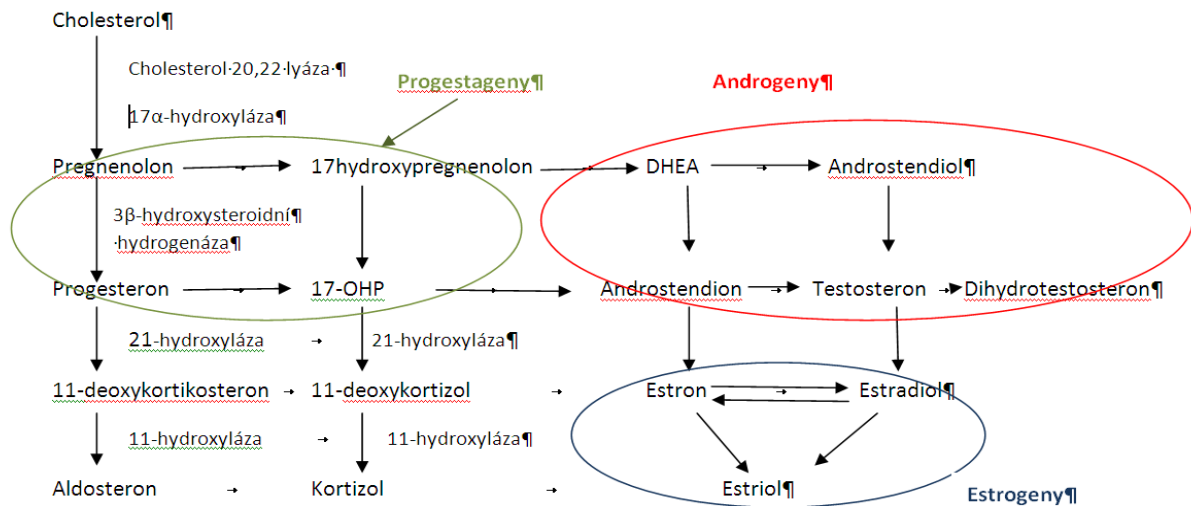 Cholesterol¶
Cholesterol·20,22·lyáza·¶
Progestageny¶ Androgeny¶
17α-hydroxyláza¶
Pregnenolon → 17hydroxypregnenolon → DHEA → Androstendiol¶
3β-hydroxysteroidní¶
·hydrogenáza¶
Progesteron → 17-OHP → Androstendion → Testosteron → Dihydrotestosteron¶
21-hydroxyláza → 21-hydroxyláza¶
11-deoxykortikosteron → 11-deoxykortizol → Estron → Estradiol¶
11-hydroxyláza → 11-hydroxyláza¶
Aldosteron → Kortizol → Estriol¶
Estrogeny¶